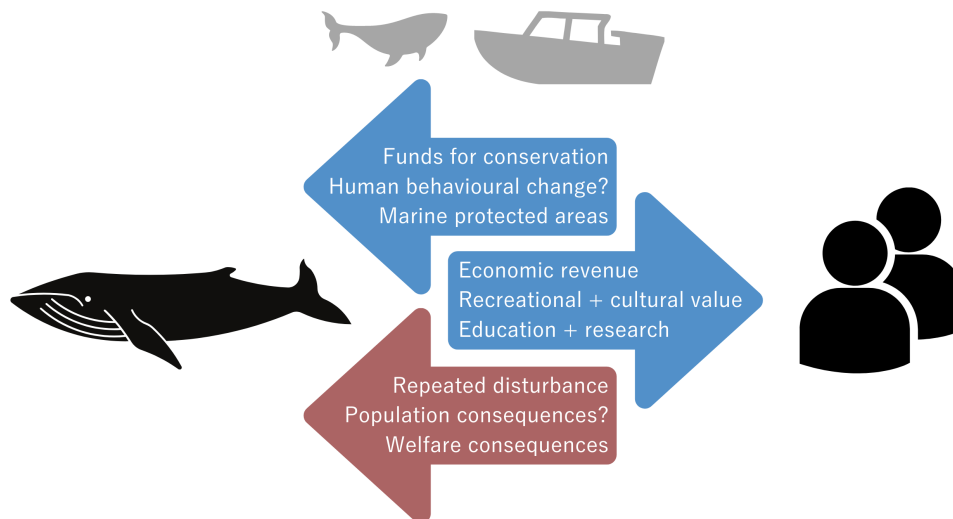 Funds for conservation
Human behavioural change?
Marine protected areas
Economic revenue
Recreational + cultural value
Education + research
Repeated disturbance
Population consequences?
Welfare consequences